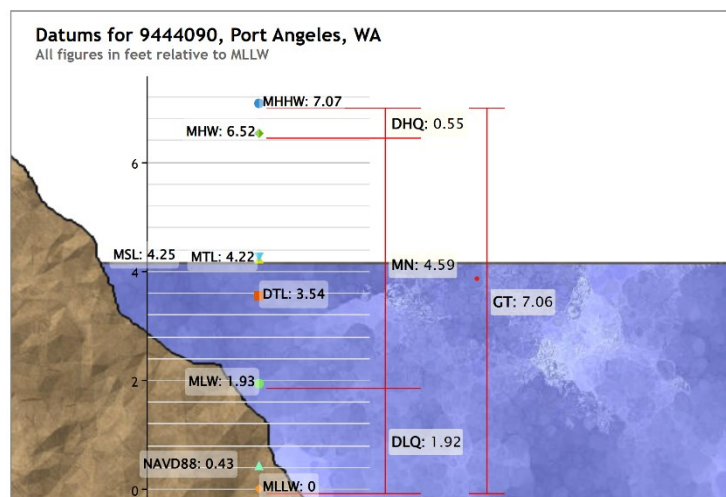 Datums for 9444090, Port Angeles, WA
All figures in feet relative to MLLW
MHHW: 7.07
DHQ: 0.55
MHW: 6.52
6
MSL: 4.25
MTL: 4.22
MN: 4.59
4
DTL: 3.54
GT: 7.06
2
MLW: 1.93
DLQ: 1.92
NAVD88: 0.43
0
MLLW: 0